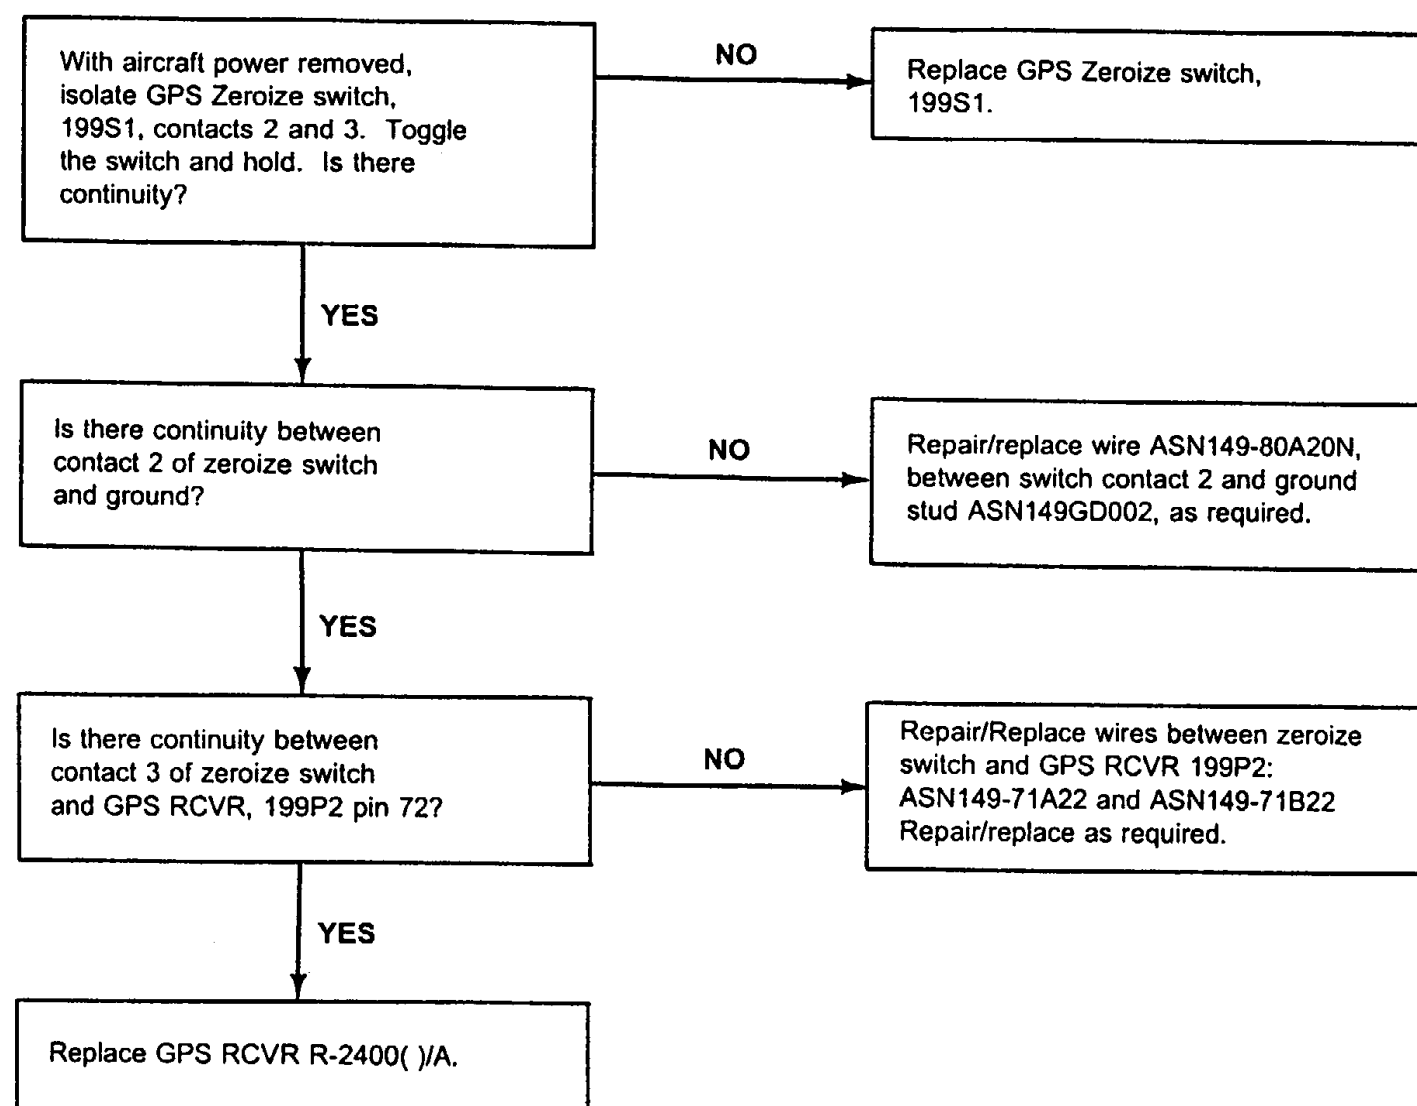 With aircraft power removed,
isolate GPS Zeroize switch,
199S1, contacts 2 and 3. Toggle
the switch and hold. Is there
continuity?
NO
Replace GPS Zeroize switch,
199S1.
YES
Is there continuity between
contact 2 of zeroize switch
and ground?
NO
Repair/replace wire ASN149-80A20N,
between switch contact 2 and ground
stud ASN149GD002, as required.
YES
Is there continuity between
contact 3 of zeroize switch
and GPS RCVR, 199P2 pin 72?
NO
Repair/Replace wires between zeroize
switch and GPS RCVR 199P2:
ASN149-71A22 and ASN149-71B22
Repair/replace as required.
YES
Replace GPS RCVR R-2400( )/A.